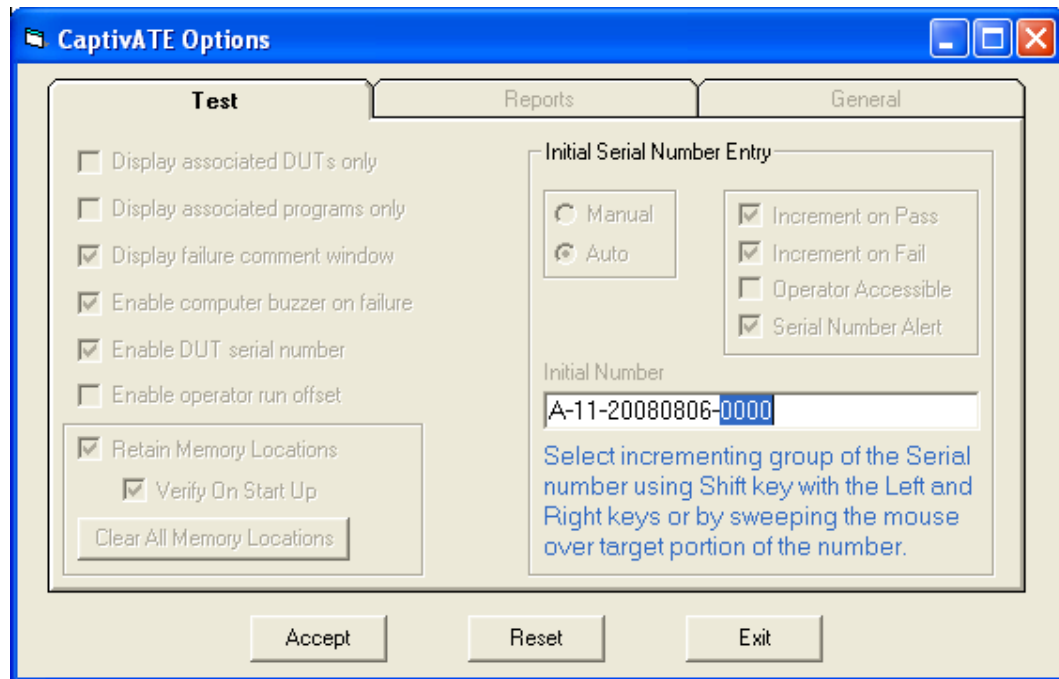 CaptivATE Options
Test
Reports
General
Display associated DUTs only
Display associated programs only
Display failure comment window
Enable computer buzzer on failure
Enable DUT serial number
Enable operator run offset
Retain Memory Locations
Verify On Start Up
Clear All Memory Locations
Initial Serial Number Entry
Manual
Auto
Increment on Pass
Increment on Fail
Operator Accessible
Serial Number Alert
Initial Number
A-11-20080806-0000
Select incrementing group of the Serial
number using Shift key with the Left and
Right keys or by sweeping the mouse
over target portion of the number.
Accept
Reset
Exit